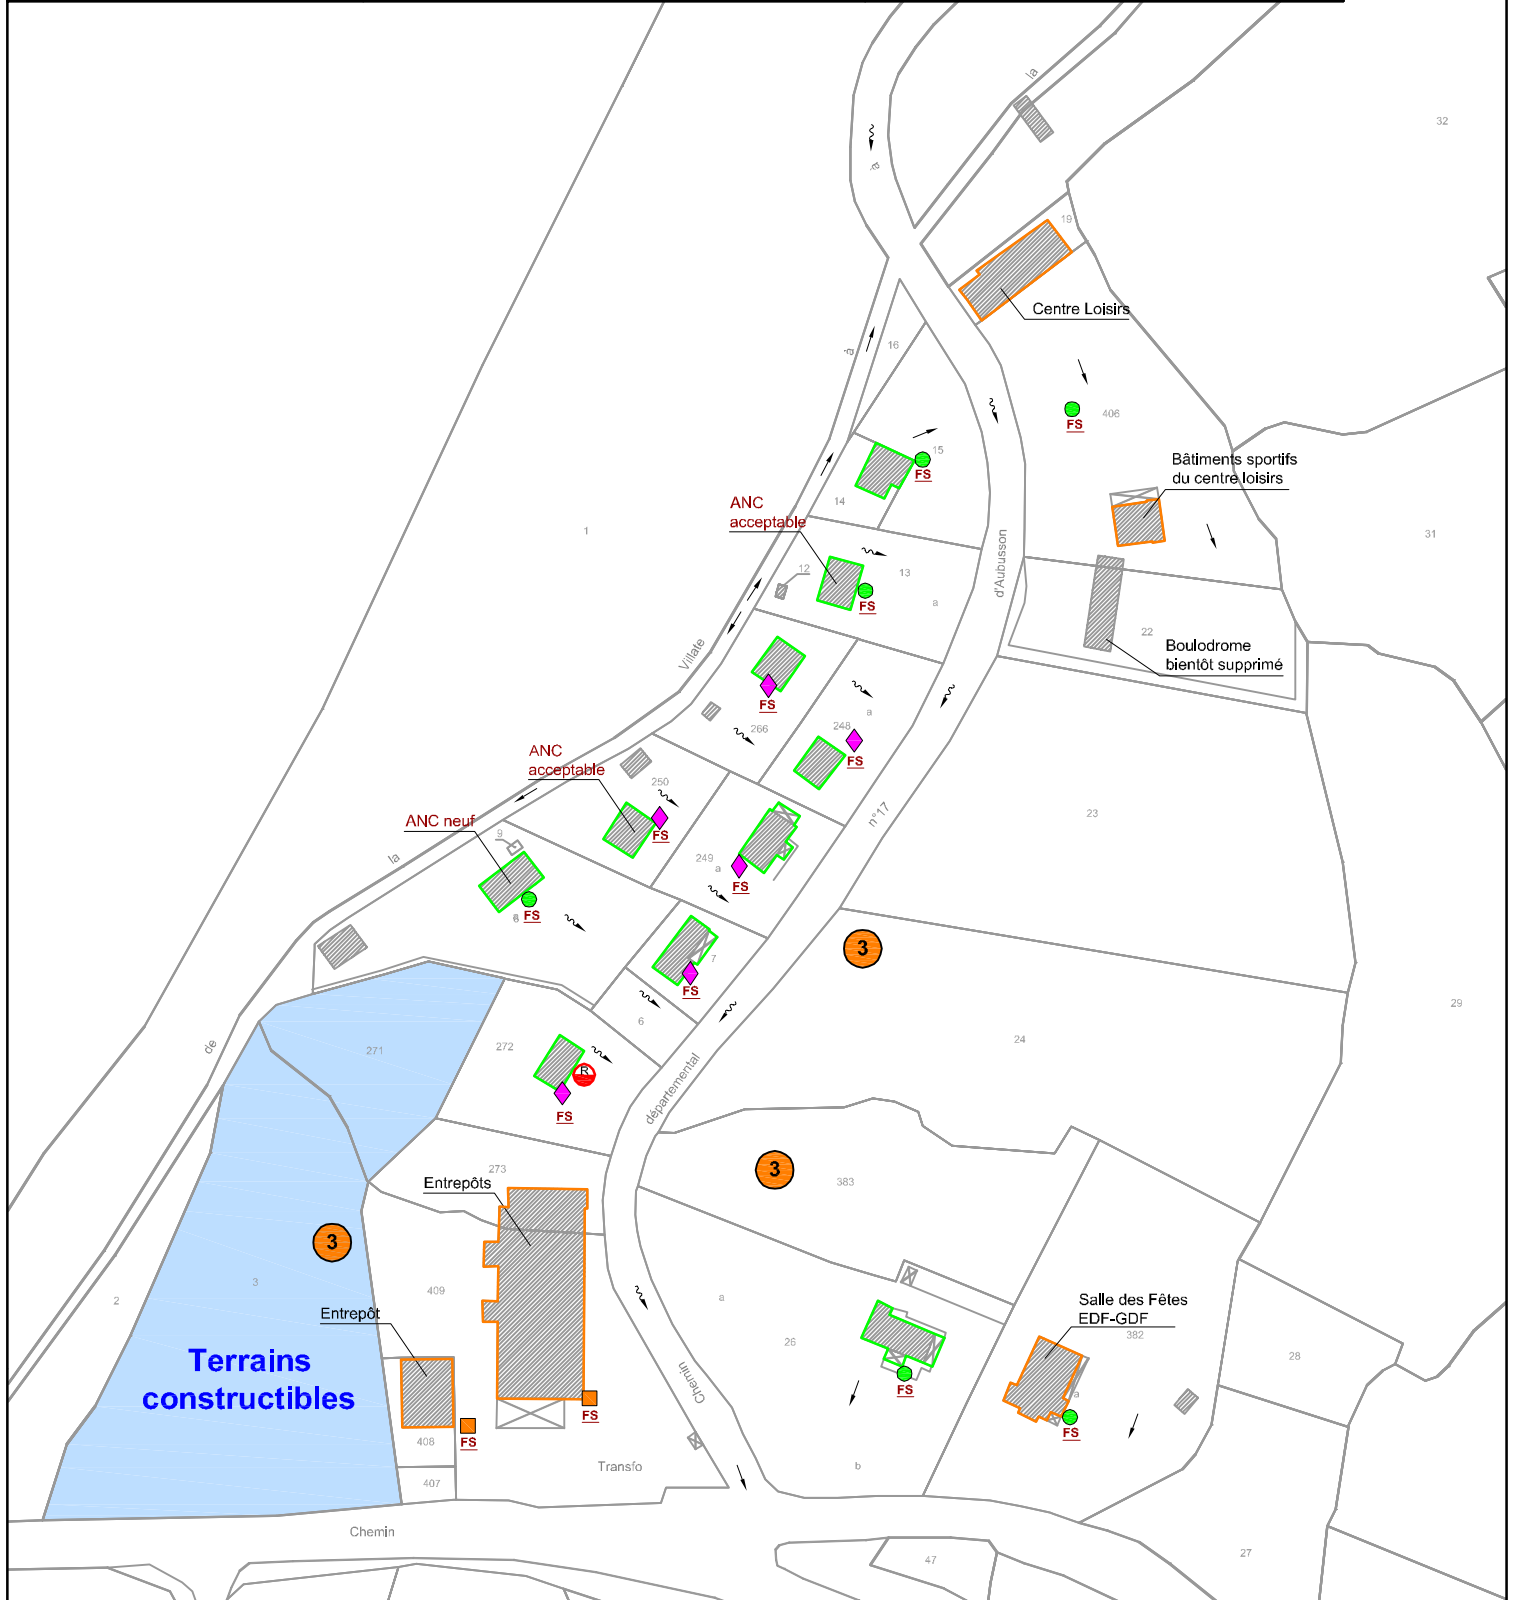 la
32
à
19
Centre Loisirs
16
à
406
FS
15
FS
Bâtiments sportifs
du centre loisirs
14
ANC
acceptable
1
31
d'Aubusson
12
13
a
FS
22
Boulodrome
bientôt supprimé
Villate
FS
266
248
a
FS
ANC
acceptable
250
FS
n°17
23
ANC neuf
9
la
249
a
FS
8
FS
3
7
FS
29
6
24
de
271
272
R
FS
départemental
3
383
273
Entrepôts
3
3
2
409
a
26
Entrepôt
Salle des Fêtes
EDF-GDF
382
a
28
Terrains
constructibles
Chemin
FS
FS
FS
408
FS
Transfo
b
407
Chemin
47
27